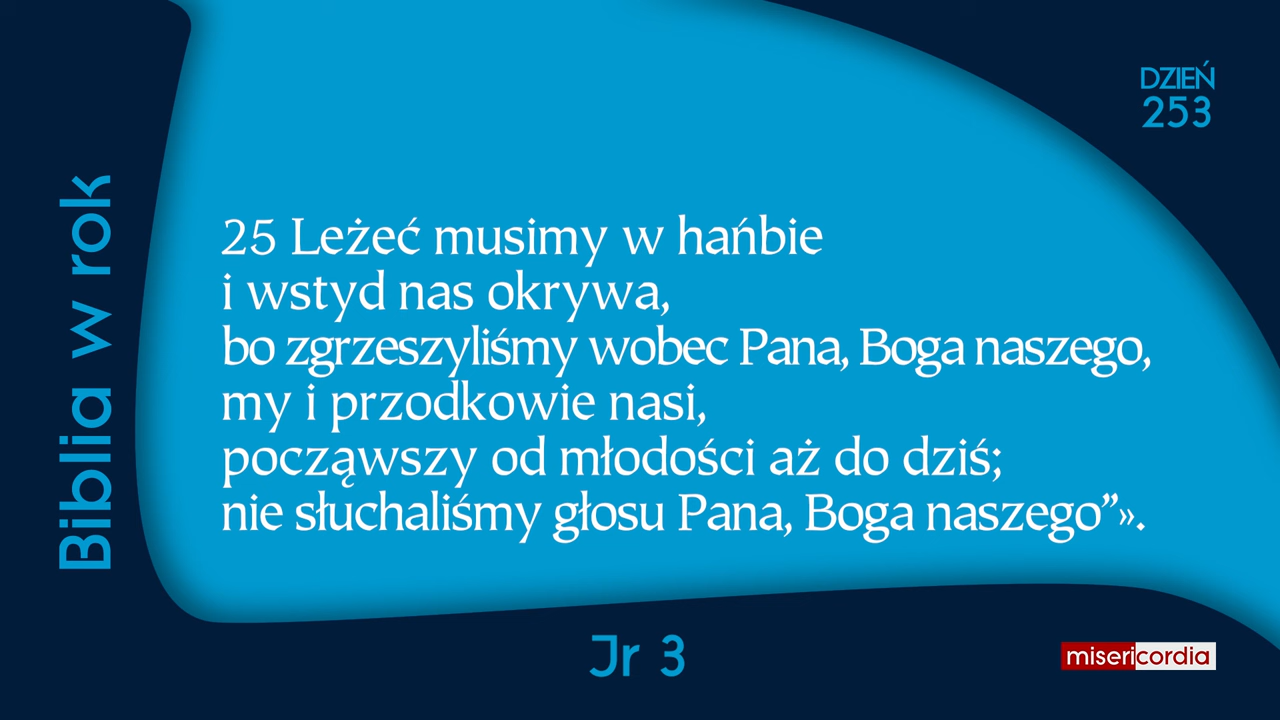 DZIEŃ
253
Biblia w rok
25 Leżeć musimy w hańbie
i wstyd nas okrywa,
bo zgrzeszyliśmy wobec Pana, Boga naszego,
my i przodkowie nasi,
począwszy od młodości aż do dziś;
nie słuchaliśmy głosu Pana, Boga naszego”».
Jr 3
misericordia